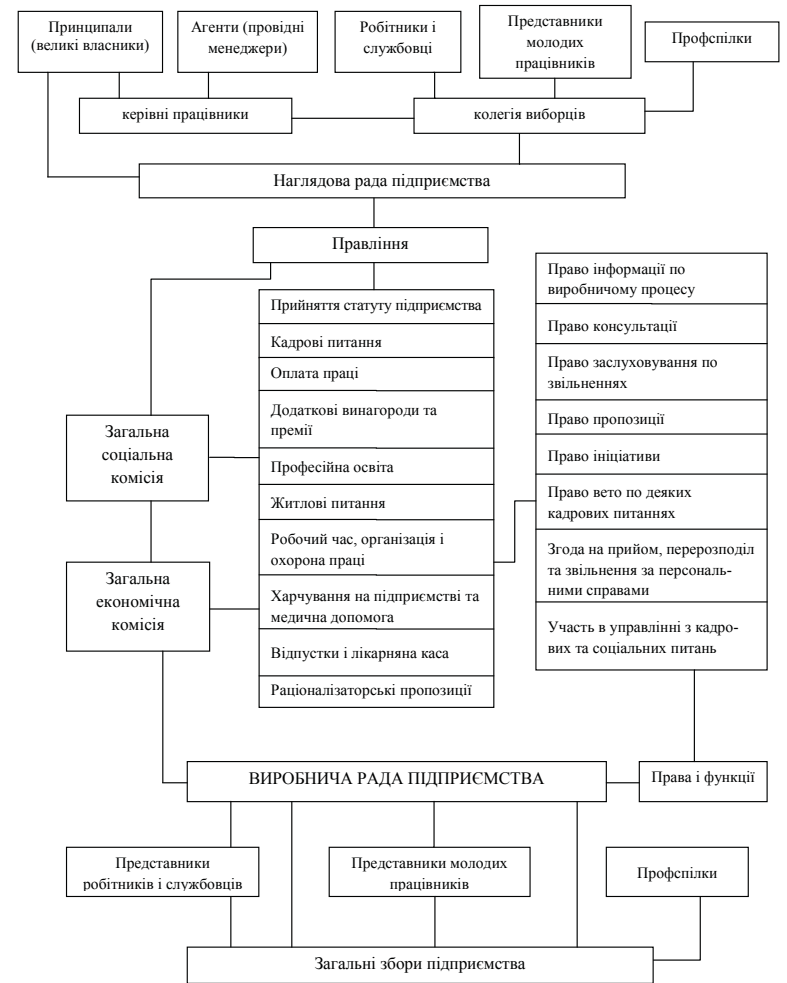 Принципали
(великі власники)
Агенти (провідні
менеджери)
Робітники і
службовці
Представники
молодих
працівників
Профспілки
керівні працівники
колегія виборців
Наглядова рада підприємства
Правління
Прийняття статуту підприємства
Кадрові питання
Оплата праці
Додаткові винагороди та
премії
Професійна освіта
Житлові питання
Робочий час, організація і
охорона праці
Харчування на підприємстві та
медична допомога
Відпустки і лікарняна каса
Раціоналізаторські пропозиції
Право інформації по
виробничому процесу
Право консультації
Право заслуховування по
звільненнях
Право пропозиції
Право ініціативи
Право вето по деяких
кадрових питаннях
Згода на прийом, перерозподіл
та звільнення за персональ-
ними справами
Участь в управлінні з кадро-
вих та соціальних питань
Загальна
соціальна
комісія
Загальна
економічна
комісія
ВИРОБНИЧА РАДА ПІДПРИЄМСТВА
Права і функції
Представники
робітників і службовців
Представники молодих
працівників
Профспілки
Загальні збори підприємства